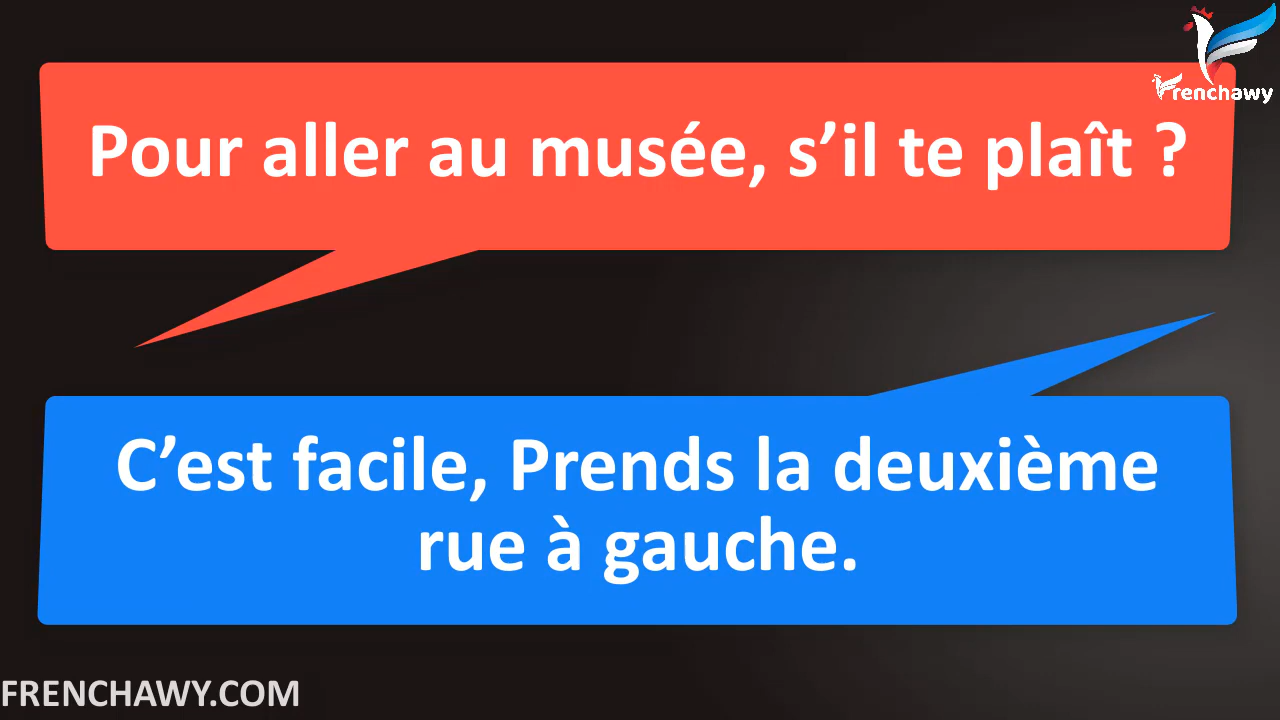 Frenchawy
Pour aller au musée, s’il te plaît ?
C’est facile, Prends la deuxième
rue à gauche.
FRENCHAWY.COM